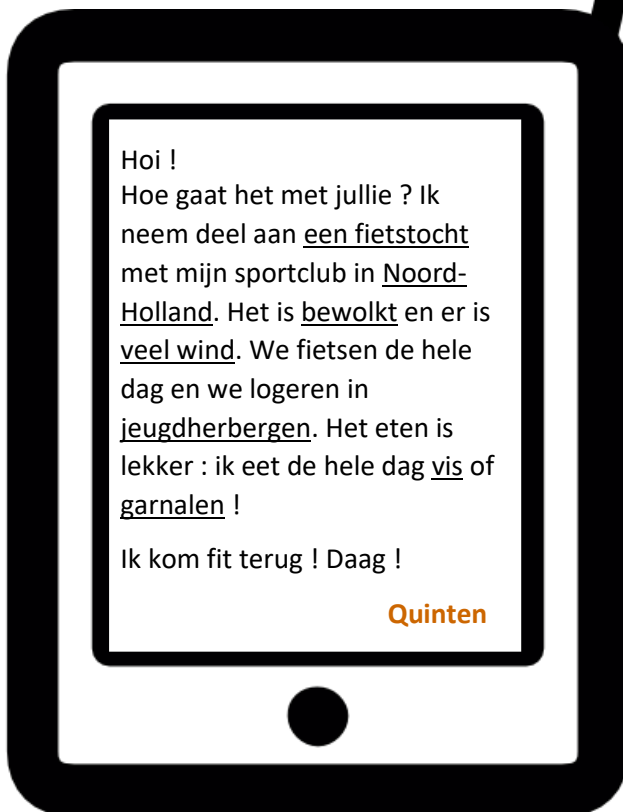 Hoi !
Hoe gaat het met jullie ? Ik
neem deel aan een fietstocht
met mijn sportclub in Noord-
Holland. Het is bewolkt en er is
veel wind. We fietsen de hele
dag en we logeren in
jeugdherbergen. Het eten is
lekker : ik eet de hele dag vis of
garnalen !
Ik kom fit terug ! Daag !
Quinten